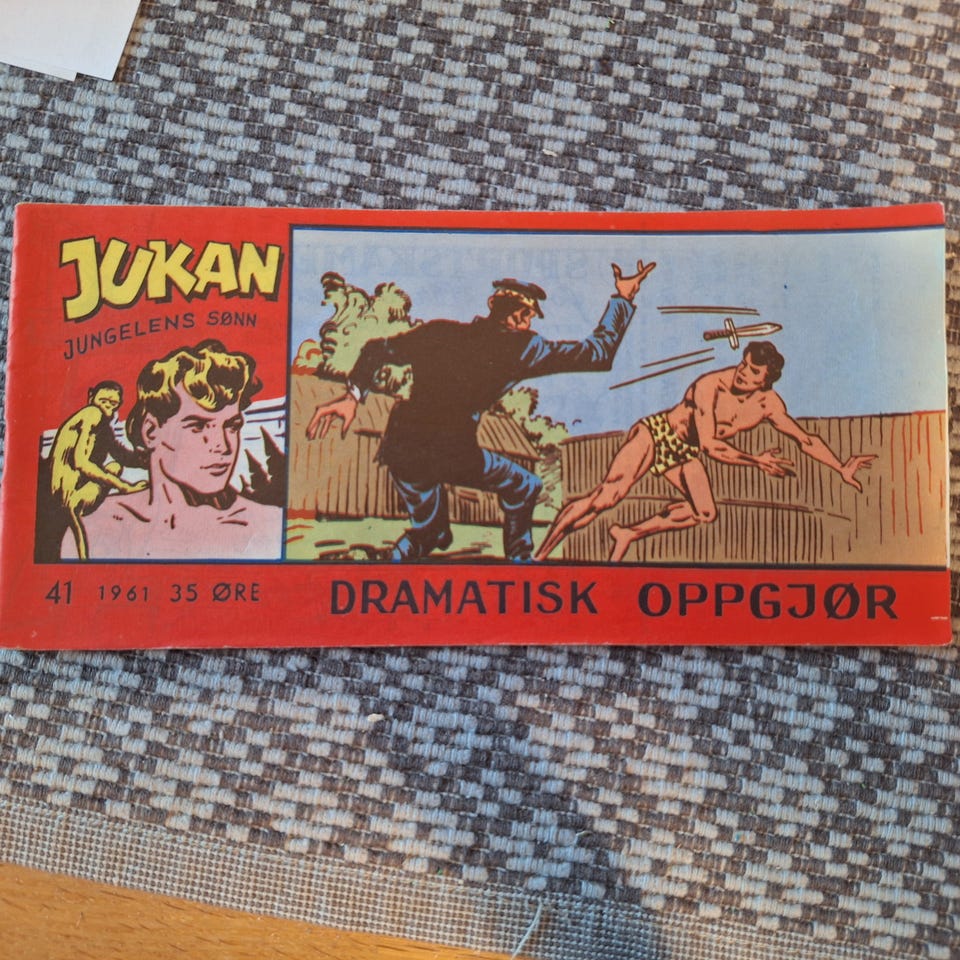 JUKAN
JUNGELENS SØNN
41 1961 35 ØRE
DRAMATISK OPPGJØR